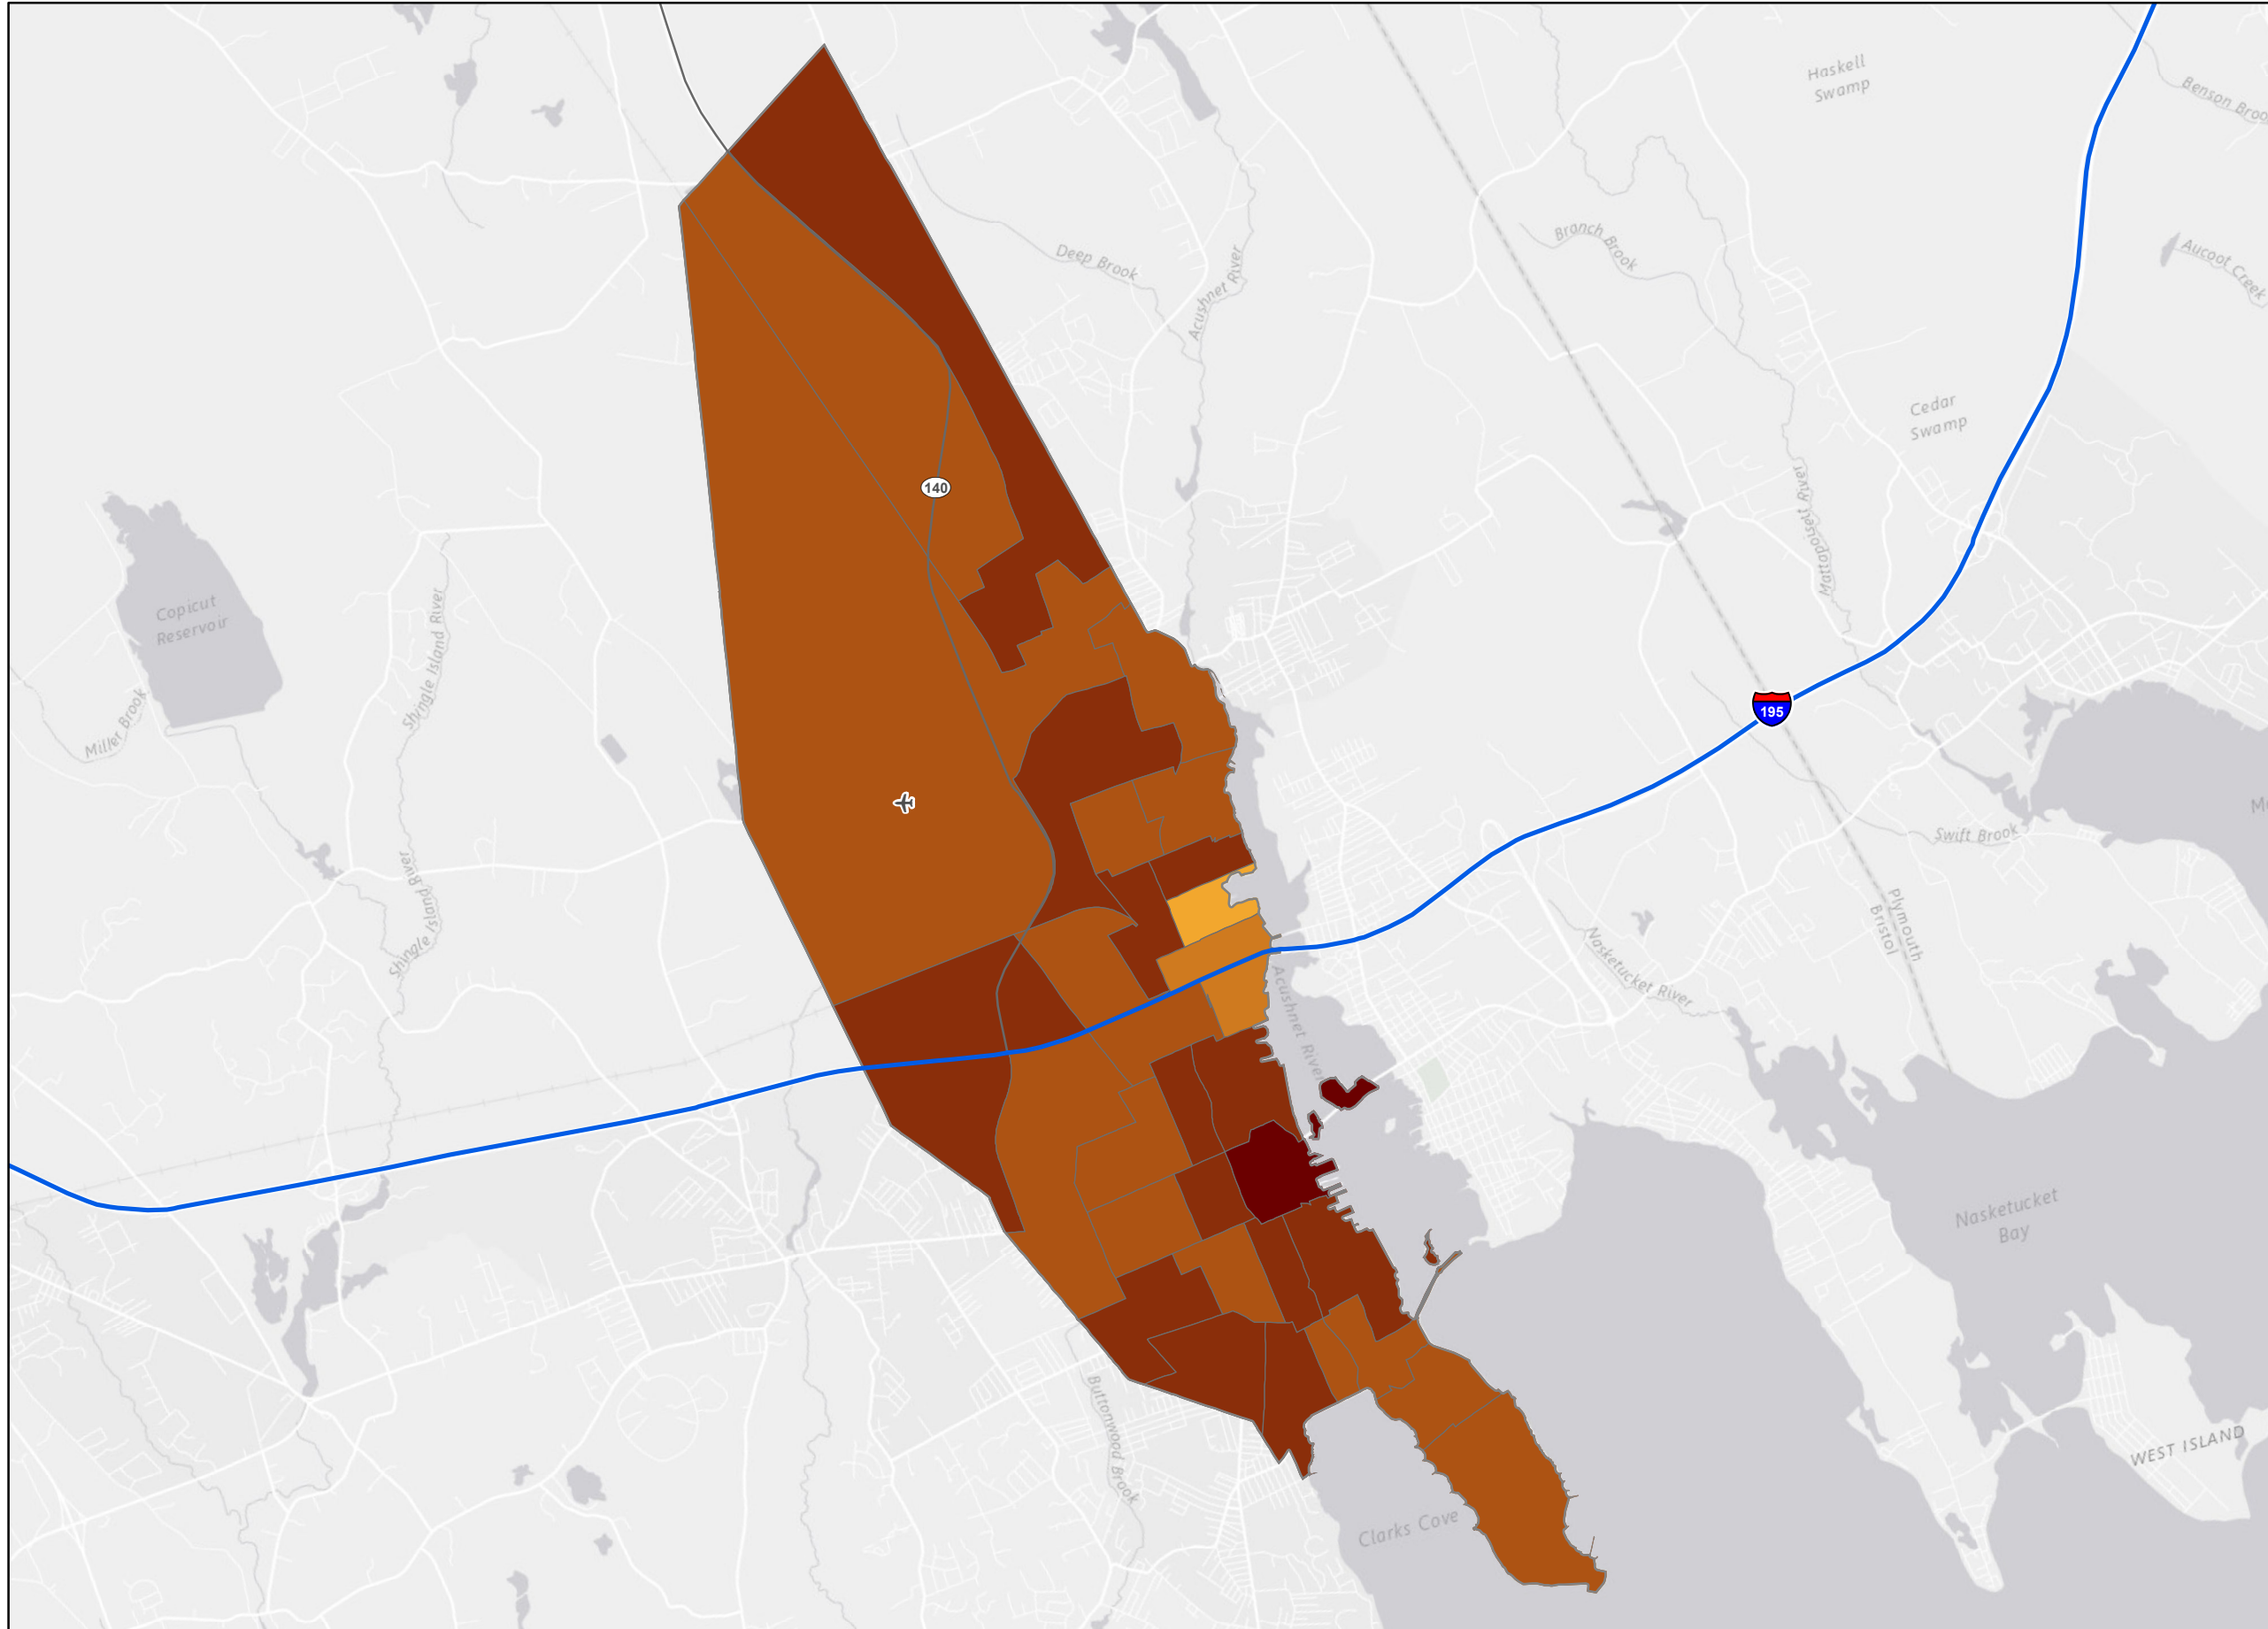 Haskell
Swamp
Benson Broo
Branch
Brook
Aucoot Creek
Deep Brook
Acushnet River
Cedar
Swamp
140
Mattapoisett River
Copicut
Reservoir
Shingle Island River
Miller Brook
195
M
Swift Brook
Shingle Island River
Plymouth
Bristol
Nasketucket River
Acushnet River
Nasketucket
Bay
Buttonwood Brook
WEST ISLAND
Clarks Cove